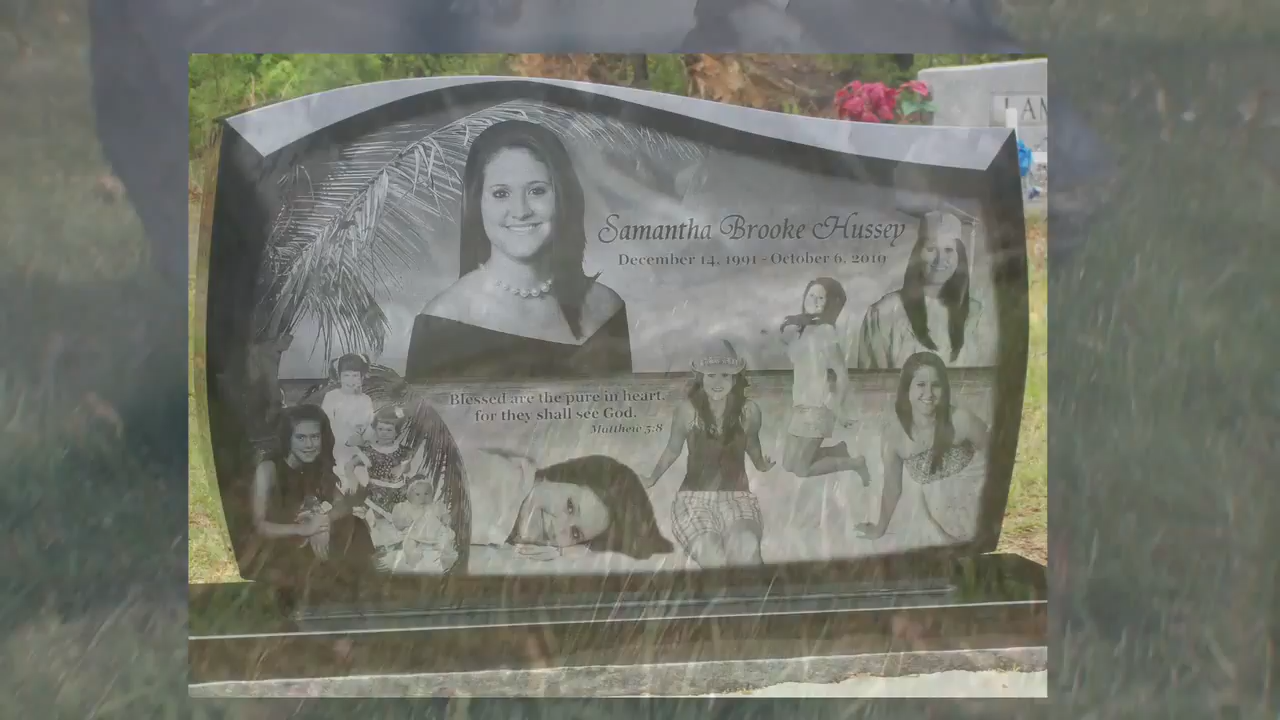 LAM
Samantha Brooke Hussey
December 14, 1991 - October 6, 2010
Blessed are the pure in heart,
for they shall see God.
Matthew 5:8